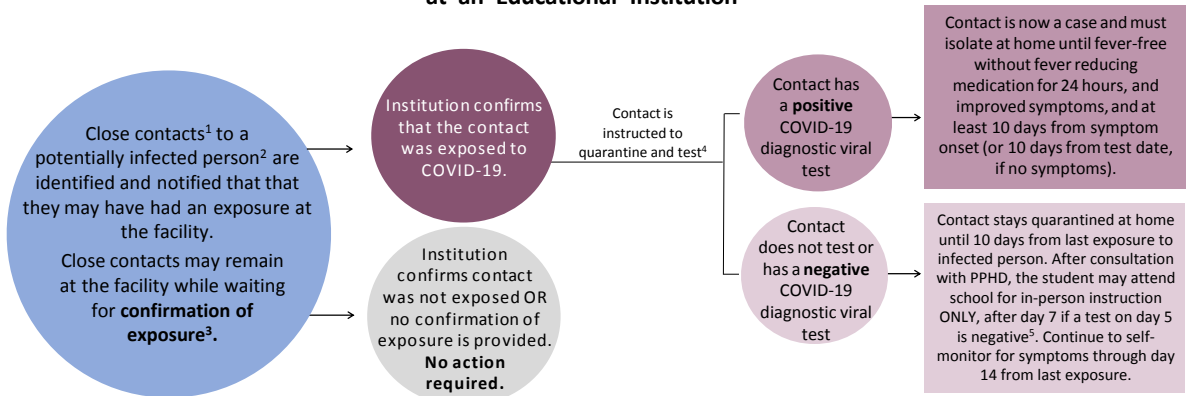 at an Educational Institution
Close contacts¹ to a
potentially infected person² are
identified and notified that that
they may have had an exposure at
the facility.
Close contacts may remain
at the facility while waiting
for confirmation of
exposure³.
Institution confirms
that the contact
was exposed to
COVID-19.
Institution
confirms contact
was not exposed OR
no confirmation of
exposure is provided.
No action
required.
Contact is
instructed to
quarantine and test⁴
Contact has
a positive
COVID-19
diagnostic viral
test
Contact
does not test or
has a negative
COVID-19
diagnostic viral
test
Contact is now a case and must
isolate at home until fever-free
without fever reducing
medication for 24 hours, and
improved symptoms, and at
least 10 days from symptom
onset (or 10 days from test date,
if no symptoms).
Contact stays quarantined at home
until 10 days from last exposure to
infected person. After consultation
with PPHD, the student may attend
school for in-person instruction
ONLY, after day 7 if a test on day 5
is negative⁵. Continue to self-
monitor for symptoms through day
14 from last exposure.